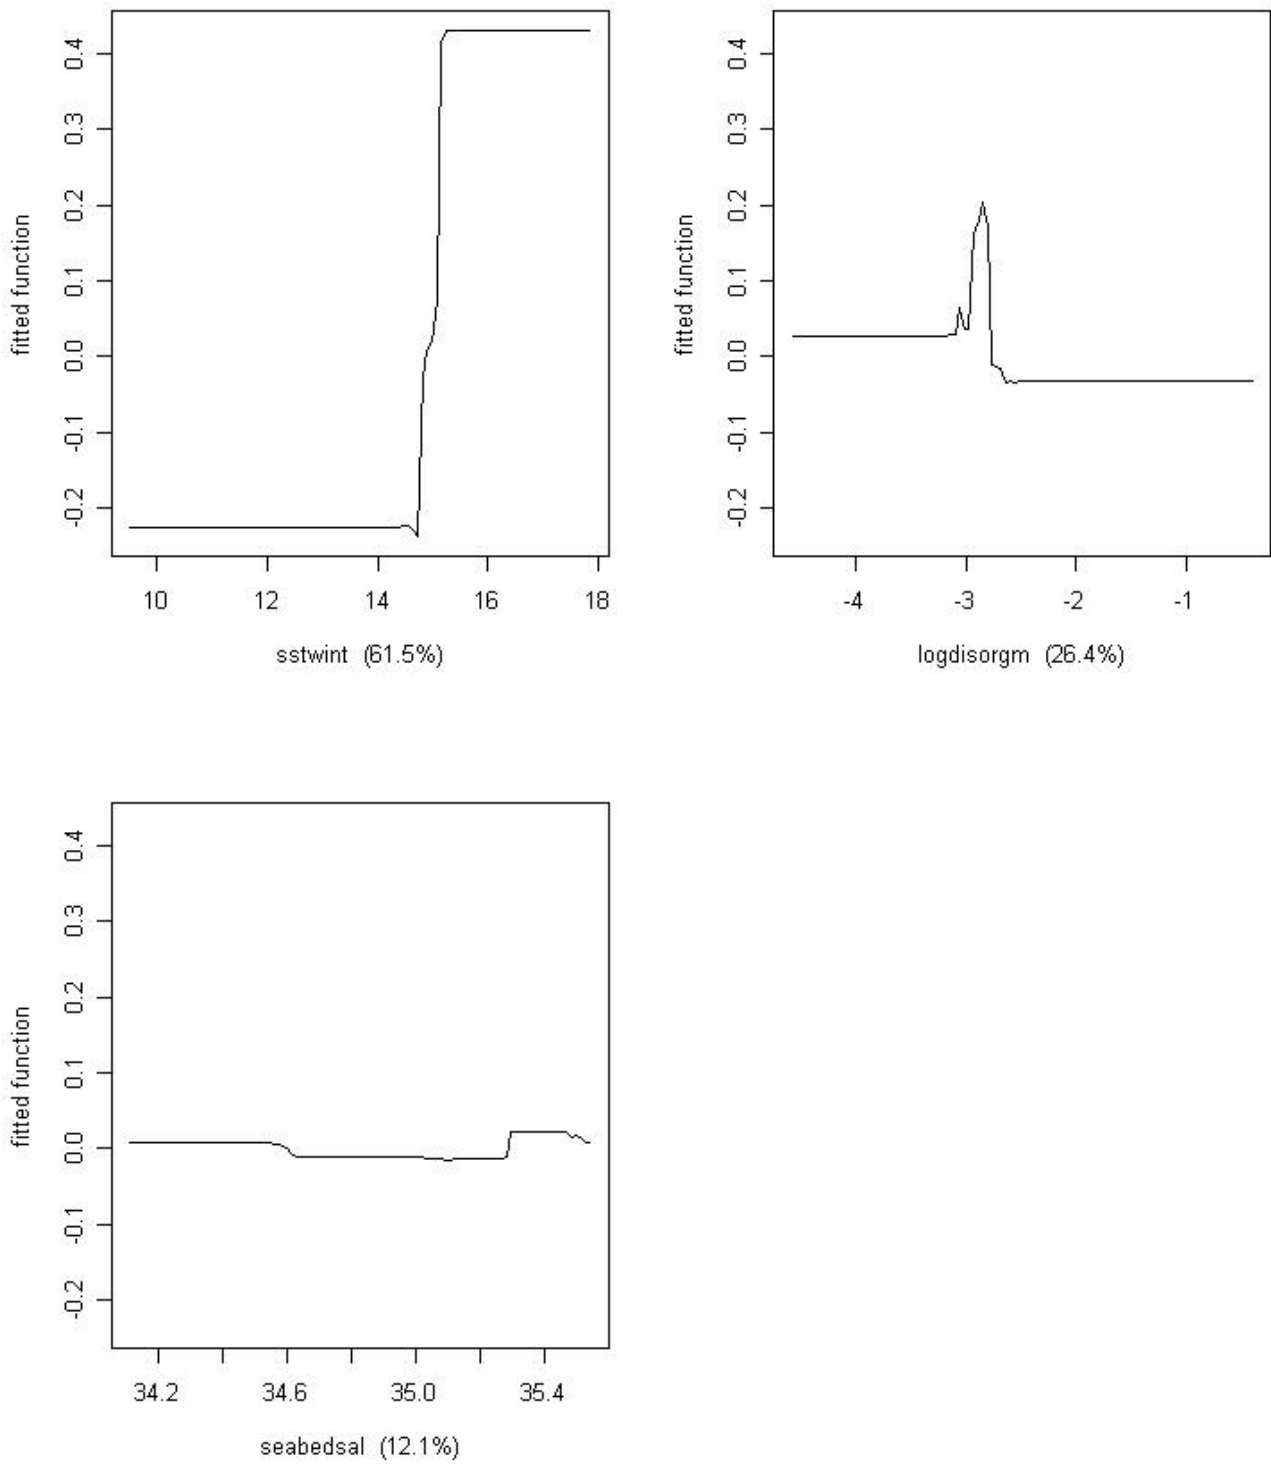 fitted function
0.4
0.3
0.2
0.1
0.0
-0.1
-0.2
10 12 14 16 18
sstwint (61.5%)
fitted function
0.4
0.3
0.2
0.1
0.0
-0.1
-0.2
-4 -3 -2 -1
logdisorgm (26.4%)
fitted function
0.4
0.3
0.2
0.1
0.0
-0.1
-0.2
34.2 34.6 35.0 35.4
seabedsal (12.1%)